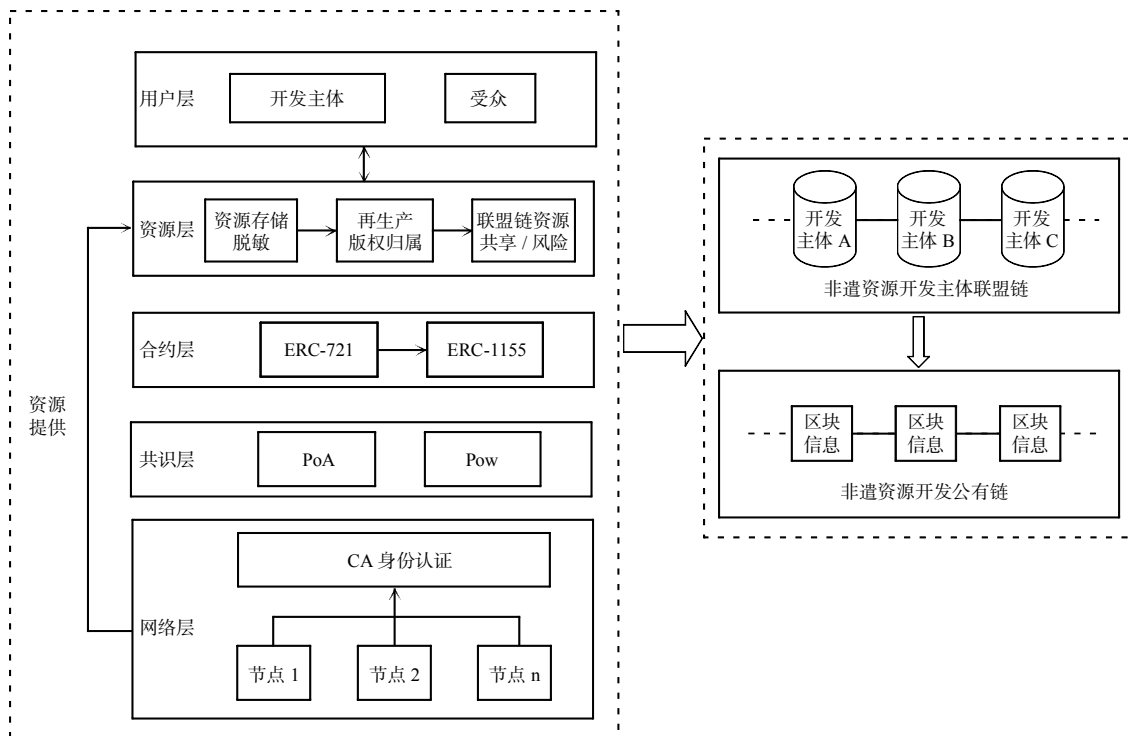 用户层
开发主体
受众
资源层
资源存储
脱敏
再生产
版权归属
联盟链资源
共享 / 风险
合约层
ERC-721
ERC-1155
资源
提供
共识层
PoA
Pow
网络层
CA 身份认证
节点 1
节点 2
节点 n
开发
主体 A
开发
主体 B
开发
主体 C
非遗资源开发主体联盟链
区块
信息
区块
信息
区块
信息
非遗资源开发公有链